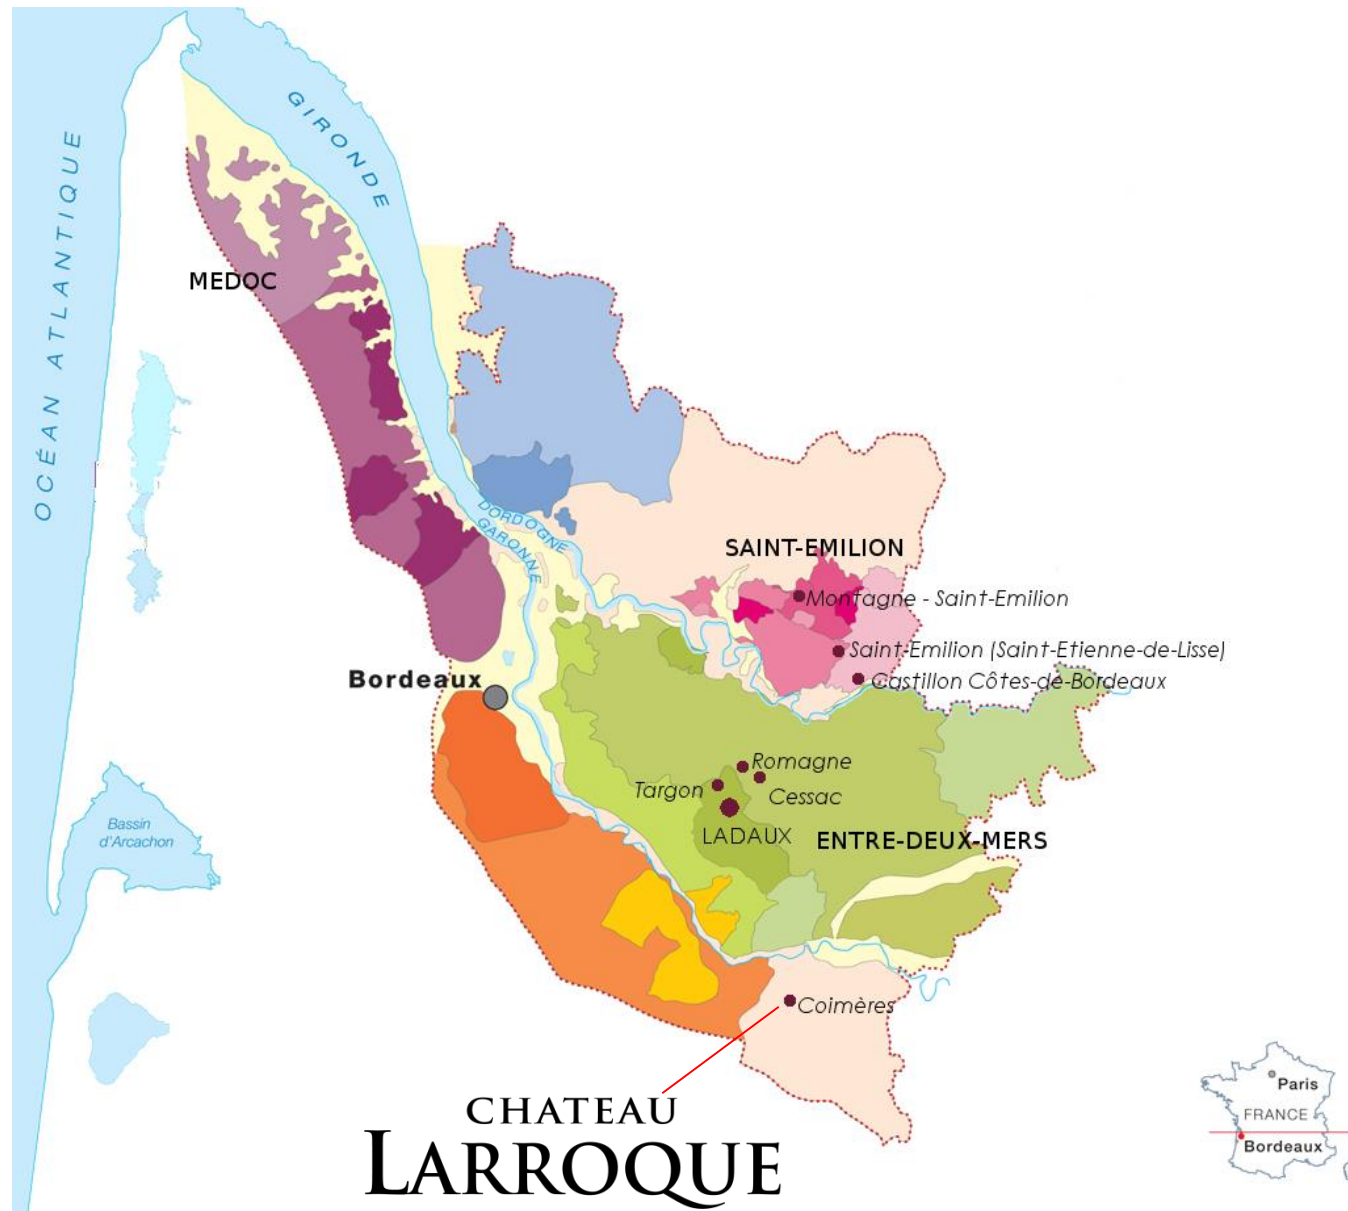 OCÉAN ATLANTIQUE
GIRONDE
MEDOC
DORDOGNE
GARONNE
SAINT-EMILION
Montagne - Saint-Emilion
Saint-Emilion (Saint-Etienne-de-Lisse)
Castillon Côtes-de-Bordeaux
Bordeaux
Romagne
Targon
Cessac
LADAUX
ENTRE-DEUX-MERS
Bassin
d'Arcachon
Coimères
CHATEAU
LARROQUE
Paris
FRANCE
Bordeaux